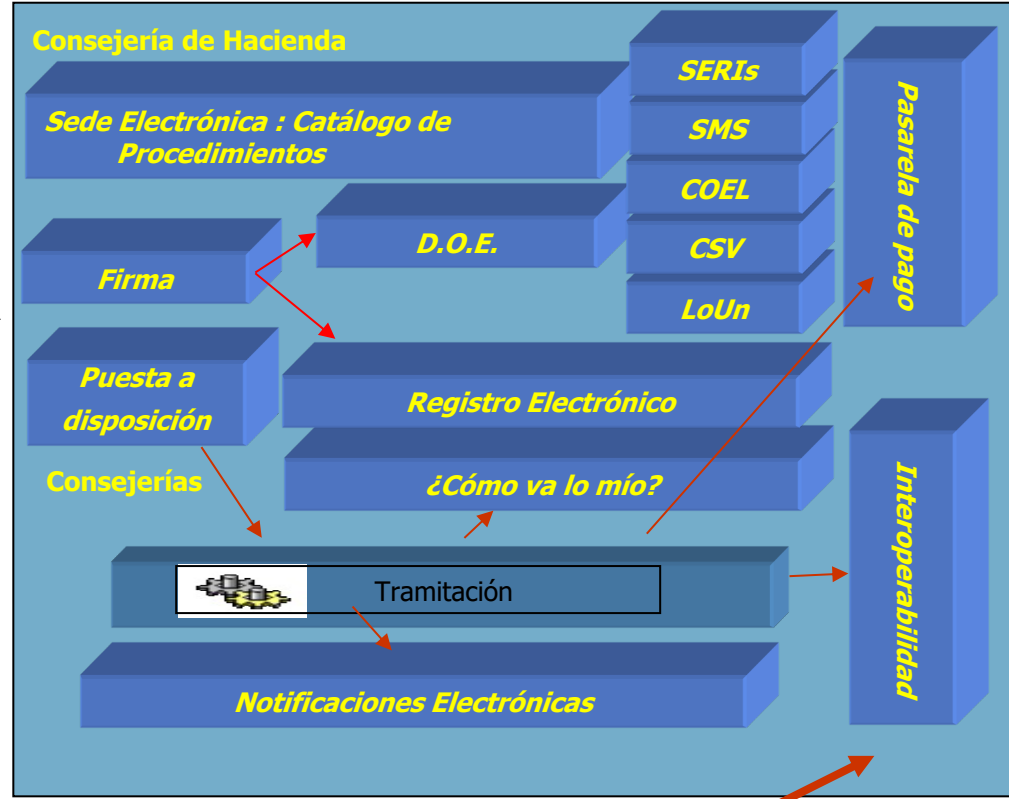 Consejería de Hacienda
Sede Electrónica : Catálogo de
Procedimientos
SERIs
SMS
COEL
CSV
LoUn
Pasarela de pago
D.O.E.
Firma
Puesta a
disposición
Registro Electrónico
¿Cómo va lo mío?
Consejerías
Interoperabilidad
Tramitación
Notificaciones Electrónicas